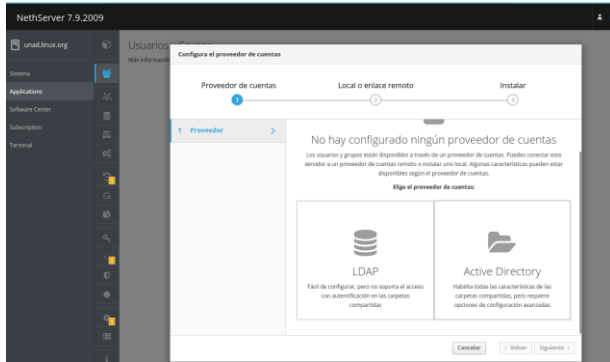 NethServer 7.9.2009
unad.linux.org
Sistema
Applications
Software Center
Subscription
Terminal
Usuarios
Más información
Configura el proveedor de cuentas
Proveedor de cuentas
Local o enlace remoto
Instalar
1
2
3
1 Proveedor
No hay configurado ningún proveedor de cuentas
Los usuarios y grupos están disponibles a través de un proveedor de cuentas. Puedes conectar este
servidor a un proveedor de cuentas remoto o instalar uno local. Algunas características pueden estar
disponibles según el proveedor de cuentas.
Elige el proveedor de cuentas:
LDAP
Fácil de configurar, pero no soporta el acceso
con autentificación en las carpetas
compartidas
Active Directory
Habilita todas las características de las
carpetas compartidas, pero requiere
opciones de configuración avanzadas
Cancelar
‹ Volver
Siguiente ›